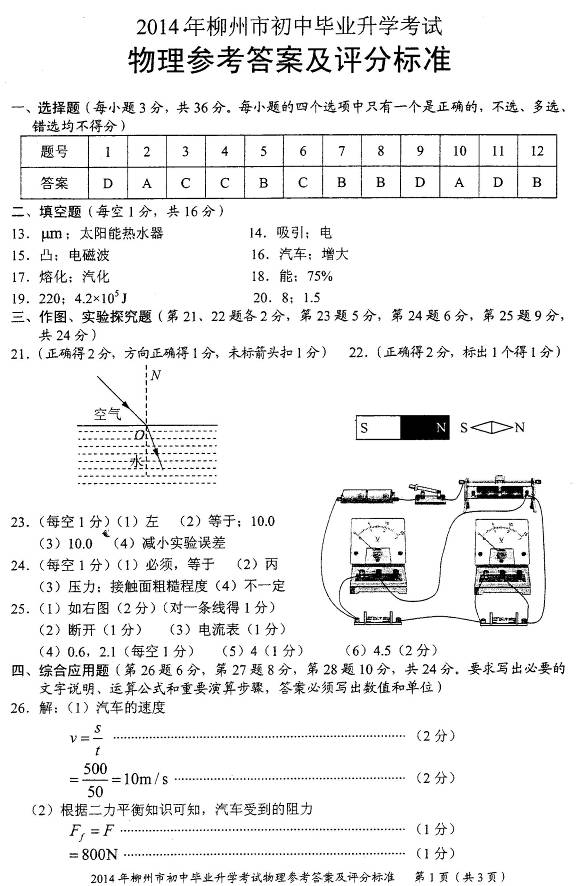 2014年柳州市初中毕业升学考试
物理参考答案及评分标准
一、选择题（每小题3分，共36分。每小题的四个选项中只有一个是正确的，不选、多选、
错选均不得分）
题号 1 2 3 4 5 6 7 8 9 10 11 12
答案 D A C C B C B B D A D B
二、填空题（每空1分，共16分）
13. μm；太阳能热水器 14. 吸引；电
15. 凸；电磁波 16. 汽车；增大
17. 熔化；汽化 18. 能；75%
19. 220；4.2×10⁵J 20. 8；1.5
三、作图、实验探究题（第21、22题各2分，第23题5分，第24题6分，第25题9分，
共24分）
21.（正确得2分，方向正确得1分，未标箭头扣1分） 22.（正确得2分，标出1个得1分）
N
空气
O
水
S N S N
23.（每空1分）（1）左 （2）等于；10.0
（3）10.0 （4）减小实验误差
24.（每空1分）（1）必须，等于 （2）丙
（3）压力；接触面粗糙程度（4）不一定
25.（1）如右图（2分）（对一条线得1分）
（2）断开（1分） （3）电流表（1分）
（4）0.6，2.1（每空1分） （5）4（1分） （6）4.5（2分）
V V
四、综合应用题（第26题6分，第27题8分，第28题10分，共24分。要求写出必要的
文字说明、运算公式和重要演算步骤，答案必须写出数值和单位）
26. 解：（1）汽车的速度
v = s/t ……（2分）
= 500/50 = 10m/s ……（2分）
（2）根据二力平衡知识可知，汽车受到的阻力
F_f = F ……（1分）
= 800N ……（1分）
2014年柳州市初中毕业升学考试物理参考答案及评分标准 第1页（共3页）